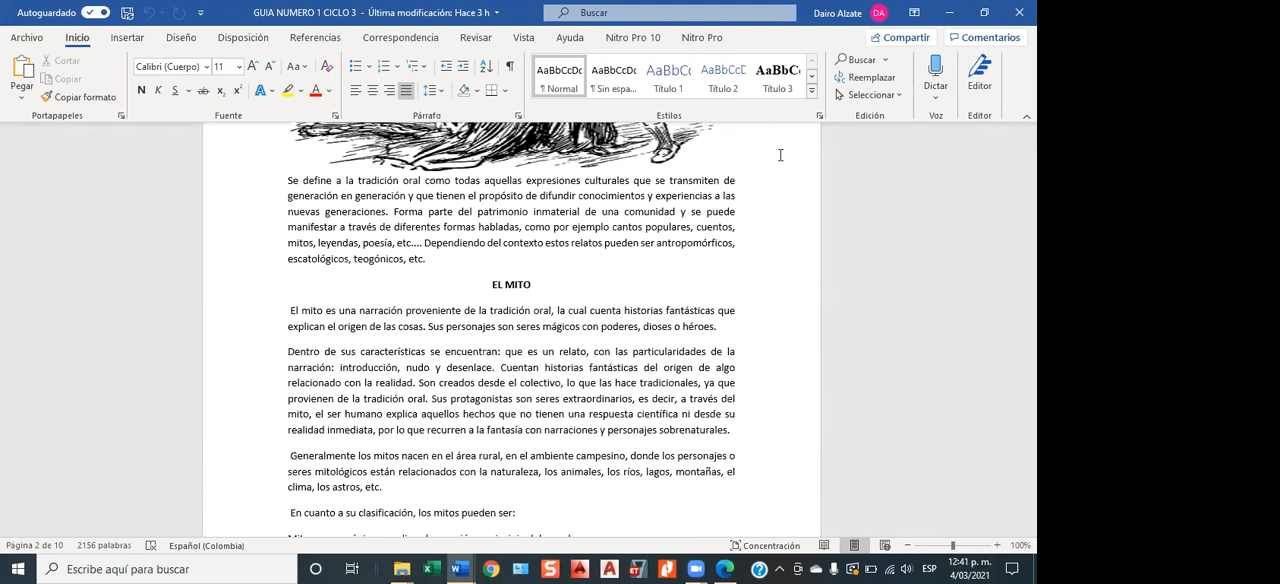 Autoguardado GUIA NUMERO 1 CICLO 3 - Última modificación: Hace 3 h Buscar Dairo Alzate DA
Archivo Inicio Insertar Diseño Disposición Referencias Correspondencia Revisar Vista Ayuda Nitro Pro 10 Nitro Pro Compartir Comentarios
Pegar Cortar Copiar Copiar formato
Calibri (Cuerpo) 11
AaBbCcDc AaBbCcDc AaBbCc AaBbCcD AaBbCc
¶ Normal ¶ Sin espa... Título 1 Título 2 Título 3
Buscar Reemplazar Seleccionar
Dictar Editor
Portapapeles Fuente Párrafo Estilos Edición Voz Editor
Se define a la tradición oral como todas aquellas expresiones culturales que se transmiten de
generación en generación y que tienen el propósito de difundir conocimientos y experiencias a las
nuevas generaciones. Forma parte del patrimonio inmaterial de una comunidad y se puede
manifestar a través de diferentes formas habladas, como por ejemplo cantos populares, cuentos,
mitos, leyendas, poesía, etc.... Dependiendo del contexto estos relatos pueden ser antropomórficos,
escatológicos, teogónicos, etc.
EL MITO
El mito es una narración proveniente de la tradición oral, la cual cuenta historias fantásticas que
explican el origen de las cosas. Sus personajes son seres mágicos con poderes, dioses o héroes.
Dentro de sus características se encuentran: que es un relato, con las particularidades de la
narración: introducción, nudo y desenlace. Cuentan historias fantásticas del origen de algo
relacionado con la realidad. Son creados desde el colectivo, lo que las hace tradicionales, ya que
provienen de la tradición oral. Sus protagonistas son seres extraordinarios, es decir, a través del
mito, el ser humano explica aquellos hechos que no tienen una respuesta científica ni desde su
realidad inmediata, por lo que recurren a la fantasía con narraciones y personajes sobrenaturales.
Generalmente los mitos nacen en el área rural, en el ambiente campesino, donde los personajes o
seres mitológicos están relacionados con la naturaleza, los animales, los ríos, lagos, montañas, el
clima, los astros, etc.
En cuanto a su clasificación, los mitos pueden ser:
Página 2 de 10 2156 palabras Español (Colombia) Concentración 100%
Escribe aquí para buscar ESP 12:41 p. m.
4/03/2021